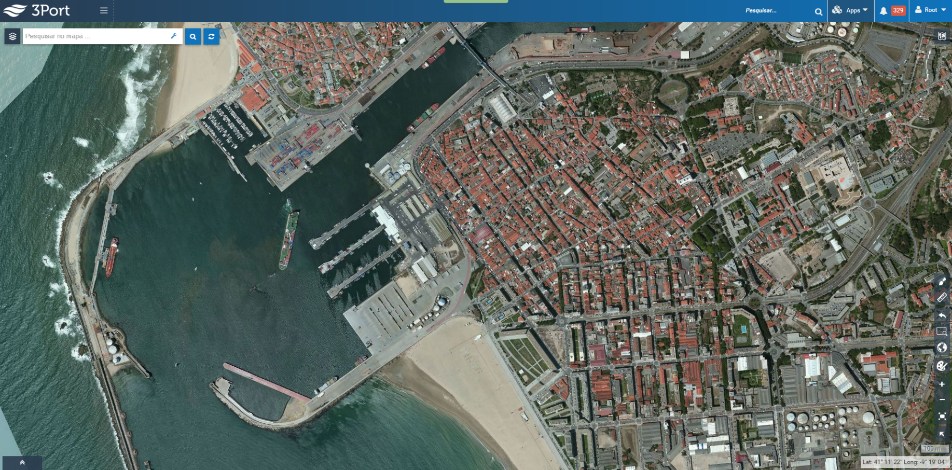 3Port
Pesquisar...
Apps
329
Root
Pesquisar no mapa ...
Lat: 41° 11' 22" Long: -8° 19' 04"